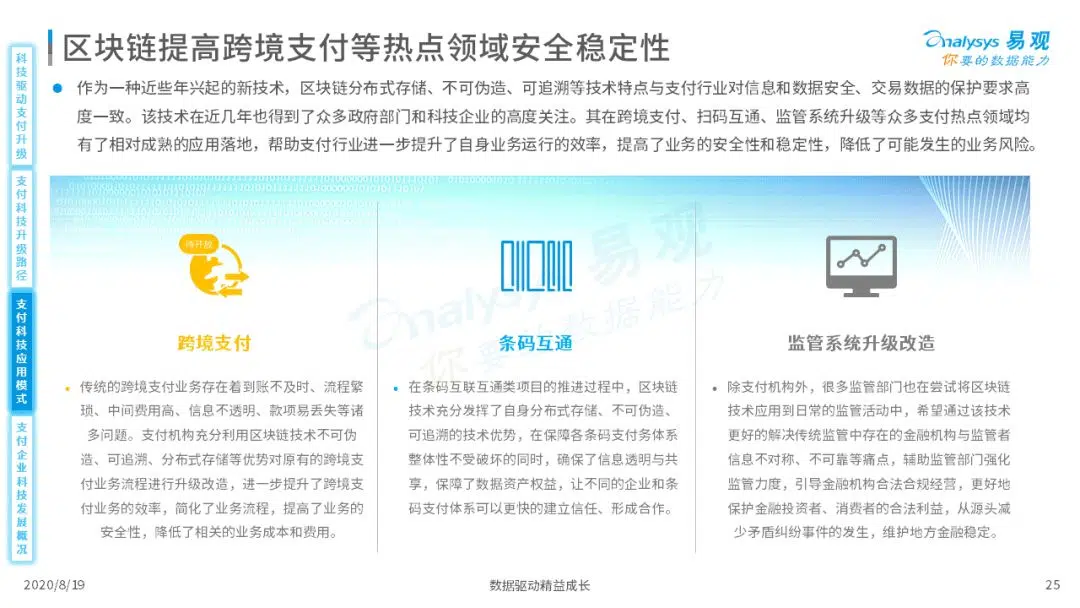 区块链提高跨境支付等热点领域安全稳定性
analysys 易观
你要的数据能力
科技驱动支付升级
支付科技升级路径
支付科技应用模式
支付企业科技发展概况
作为一种近些年兴起的新技术，区块链分布式存储、不可伪造、可追溯等技术特点与支付行业对信息和数据安全、交易数据的保护要求高
度一致。该技术在近几年也得到了众多政府部门和科技企业的高度关注。其在跨境支付、扫码互通、监管系统升级等众多支付热点领域均
有了相对成熟的应用落地，帮助支付行业进一步提升了自身业务运行的效率，提高了业务的安全性和稳定性，降低了可能发生的业务风险。
待开放
跨境支付
传统的跨境支付业务存在着到账不及时、流程繁
琐、中间费用高、信息不透明、款项易丢失等诸
多问题。支付机构充分利用区块链技术不可伪
造、可追溯、分布式存储等优势对原有的跨境支
付业务流程进行升级改造，进一步提升了跨境支
付业务的效率，简化了业务流程，提高了业务的
安全性，降低了相关的业务成本和费用。
条码互通
在条码互联互通类项目的推进过程中，区块链
技术充分发挥了自身分布式存储、不可伪造、
可追溯的技术优势，在保障各条码支付务体系
整体性不受破坏的同时，确保了信息透明与共
享，保障了数据资产权益，让不同的企业和条
码支付体系可以更快的建立信任、形成合作。
监管系统升级改造
除支付机构外，很多监管部门也在尝试将区块链
技术应用到日常的监管活动中，希望通过该技术
更好的解决传统监管中存在的金融机构与监管者
信息不对称、不可靠等痛点，辅助监管部门强化
监管力度，引导金融机构合法合规经营，更好地
保护金融投资者、消费者的合法利益，从源头减
少矛盾纠纷事件的发生，维护地方金融稳定。
analysys 易观
你要的数据能力
2020/8/19
数据驱动精益成长
25